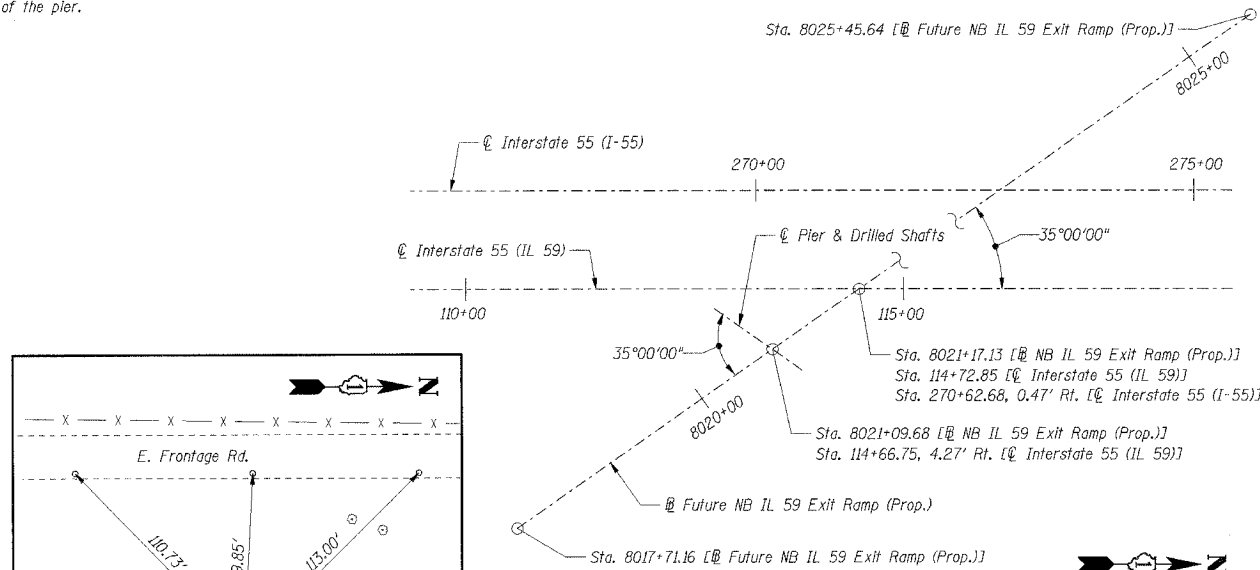 of the pier.
Sta. 8025+45.64 [℄ Future NB IL 59 Exit Ramp (Prop.)]
8025+00
℄ Interstate 55 (I-55)
270+00
275+00
℄ Pier & Drilled Shafts
35°00'00"
℄ Interstate 55 (IL 59)
110+00
115+00
35°00'00"
Sta. 8021+17.13 [℄ NB IL 59 Exit Ramp (Prop.)]
Sta. 114+72.85 [℄ Interstate 55 (IL 59)]
Sta. 270+62.68, 0.47' Rt. [℄ Interstate 55 (I-55)]
8020+00
Sta. 8021+09.68 [℄ NB IL 59 Exit Ramp (Prop.)]
Sta. 114+66.75, 4.27' Rt. [℄ Interstate 55 (IL 59)]
℄ Future NB IL 59 Exit Ramp (Prop.)
Sta. 8017+71.16 [℄ Future NB IL 59 Exit Ramp (Prop.)]
N
X X X X X X X X
E. Frontage Rd.
110.73'
9.85'
113.00'
N